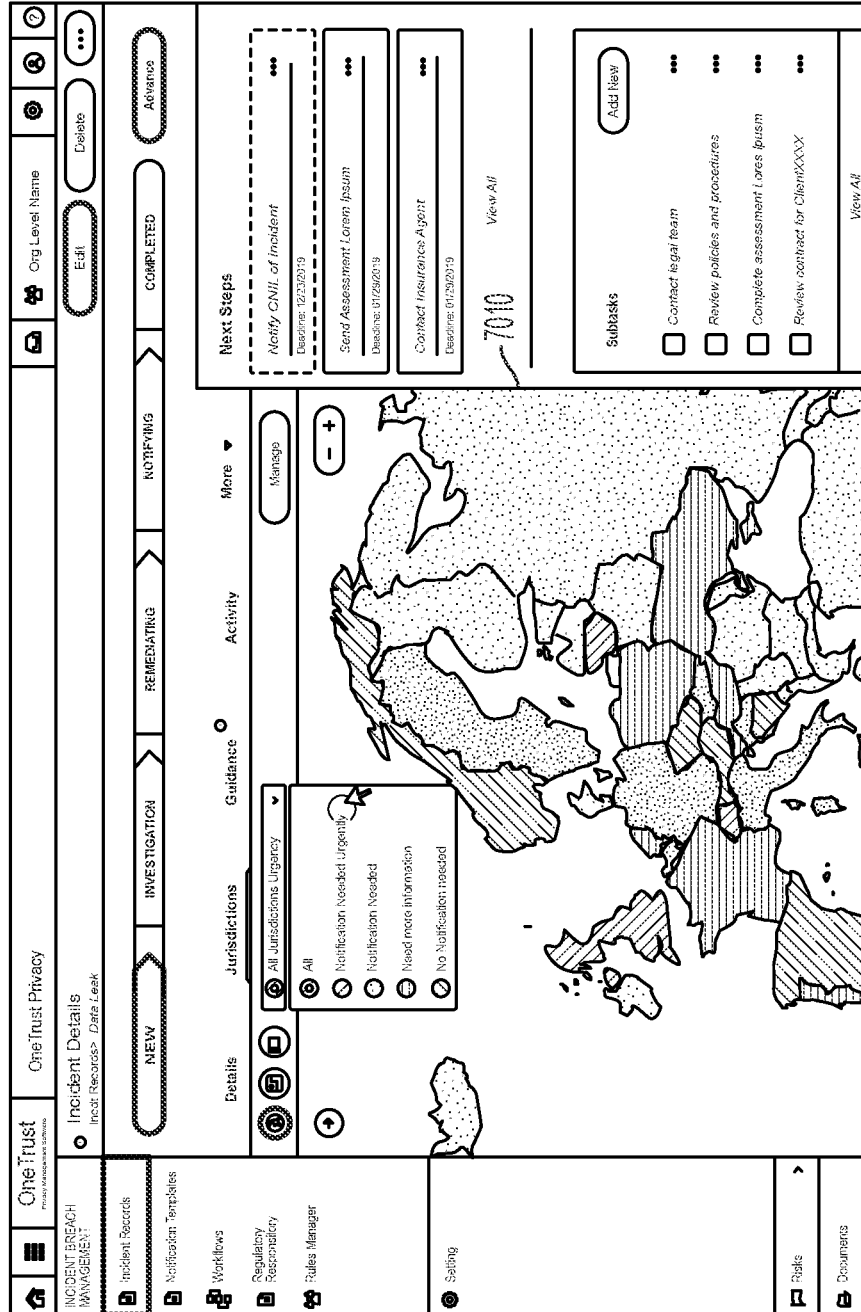 OneTrust
Privacy Management Software
OneTrust Privacy
Org Level Name
?
INCIDENT BREACH
MANAGEMENT
Incident Records
Notification Templates
Workflows
Regulatory
Responsitory
Rules Manager
Setting
Risks
Documents
Incident Details
Incdt Records> Data Leak
Edit
Delete
NEW
INVESTIGATION
REMEDIATING
NOTIFYING
COMPLETED
Advance
Details
Jurisdictions
Guidance
Activity
More
All Jurisdictions Urgency
Manage
All
Notification Needed Urgently
Notification Needed
Need more information
No Notification needed
- +
7010
Next Steps
Notify CNIL of Incident
Deadline: 12/23/2019
Send Assessment Lorem Ipsum
Deadline: 01/29/2019
Contact Insurance Agent
Deadline: 01/29/2019
View All
Subtasks
Add New
Contact legal team
Review policies and procedures
Complete assessment Lores Ipusm
Review contract for ClientXXXX
View All